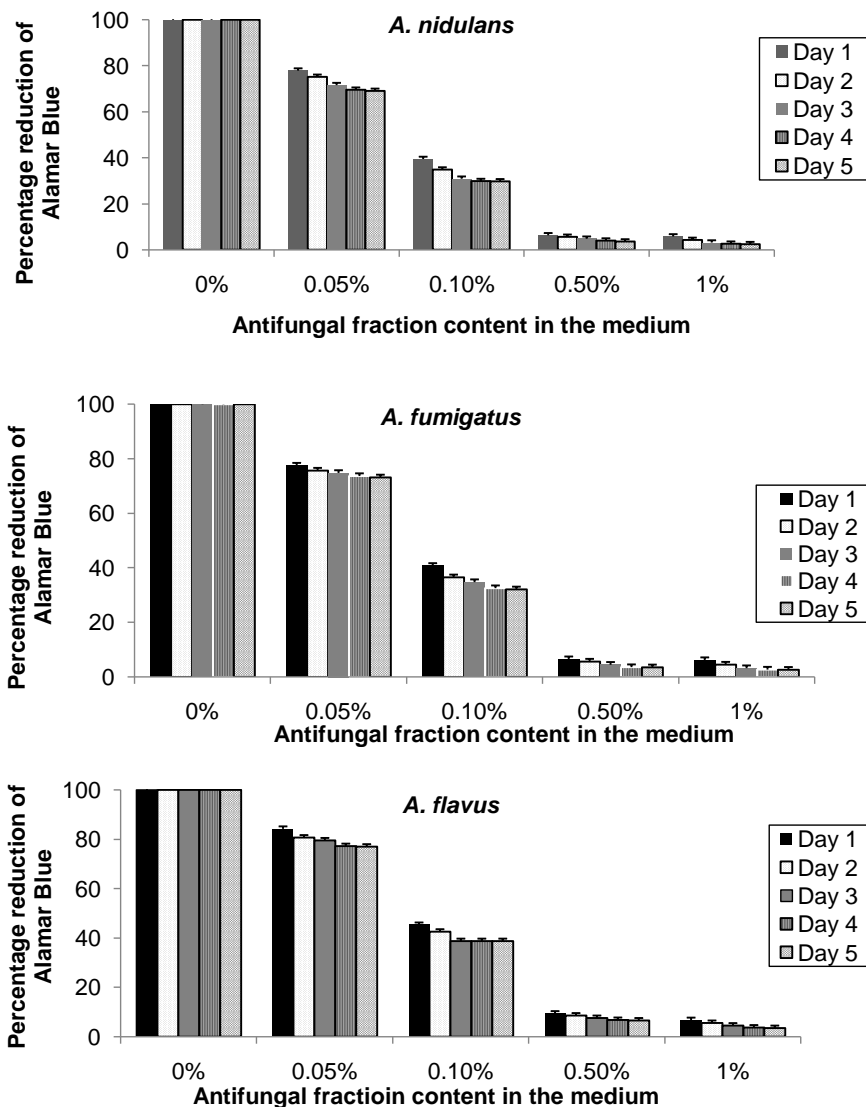 A. nidulans
Percentage reduction of
Alamar Blue
100
80
60
40
20
0
0% 0.05% 0.10% 0.50% 1%
Antifungal fraction content in the medium
Day 1
Day 2
Day 3
Day 4
Day 5
A. fumigatus
Percentage reduction of
Alamar Blue
100
80
60
40
20
0
0% 0.05% 0.10% 0.50% 1%
Antifungal fraction content in the medium
Day 1
Day 2
Day 3
Day 4
Day 5
A. flavus
Percentage reduction of
Alamar Blue
100
80
60
40
20
0
0% 0.05% 0.10% 0.50% 1%
Antifungal fractioin content in the medium
Day 1
Day 2
Day 3
Day 4
Day 5